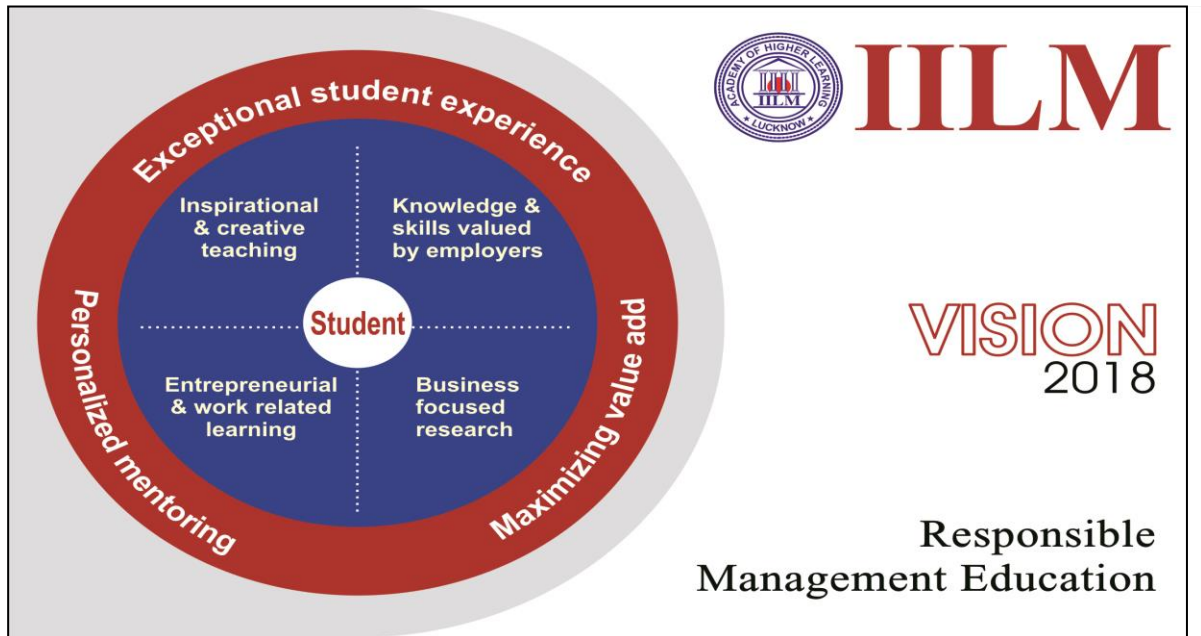 Exceptional student experience
Personalized mentoring
Maximizing value add
Inspirational
& creative
teaching
Knowledge &
skills valued
by employers
Student
Entrepreneurial
& work related
learning
Business
focused
research
ACADEMY OF HIGHER LEARNING
IILM
★ LUCKNOW ★
IILM
VISION
2018
Responsible
Management Education